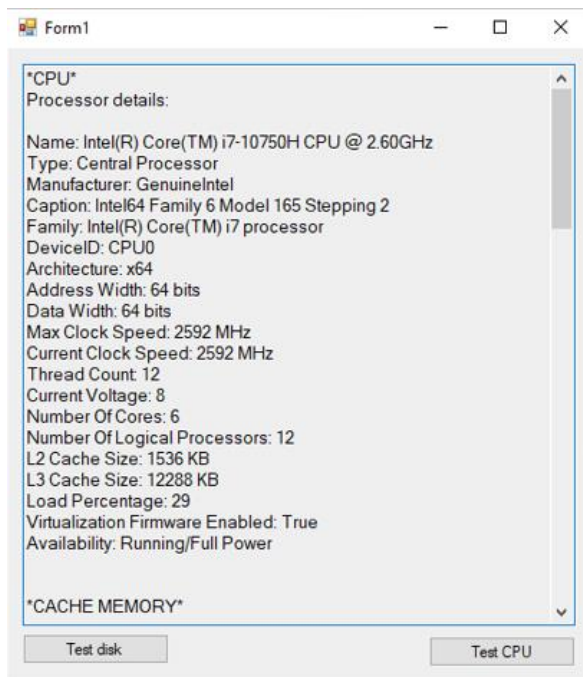 Form1
*CPU*
Processor details:
Name: Intel(R) Core(TM) i7-10750H CPU @ 2.60GHz
Type: Central Processor
Manufacturer: GenuineIntel
Caption: Intel64 Family 6 Model 165 Stepping 2
Family: Intel(R) Core(TM) i7 processor
DeviceID: CPU0
Architecture: x64
Address Width: 64 bits
Data Width: 64 bits
Max Clock Speed: 2592 MHz
Current Clock Speed: 2592 MHz
Thread Count: 12
Current Voltage: 8
Number Of Cores: 6
Number Of Logical Processors: 12
L2 Cache Size: 1536 KB
L3 Cache Size: 12288 KB
Load Percentage: 29
Virtualization Firmware Enabled: True
Availability: Running/Full Power
*CACHE MEMORY*
Test disk
Test CPU